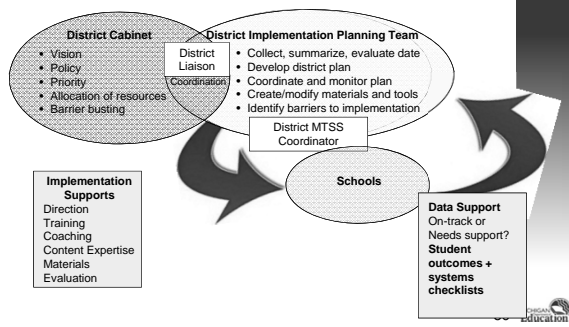 District Cabinet
• Vision
• Policy
• Priority
• Allocation of resources
• Barrier busting
District
Liaison
Coordination
District Implementation Planning Team
• Collect, summarize, evaluate date
• Develop district plan
• Coordinate and monitor plan
• Create/modify materials and tools
• Identify barriers to implementation
District MTSS
Coordinator
Schools
Implementation
Supports
Direction
Training
Coaching
Content Expertise
Materials
Evaluation
Data Support
On-track or
Needs support?
Student
outcomes +
systems
checklists
Education